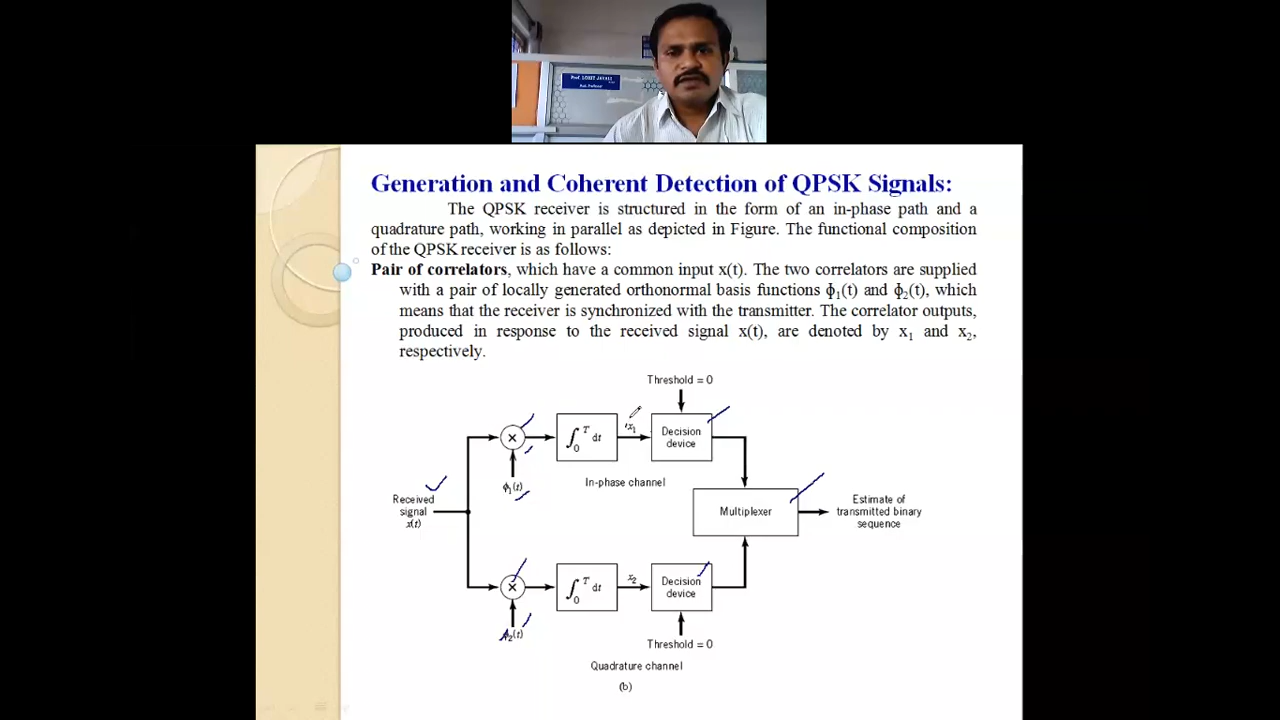 Prof. LOHIT JAVALI
Generation and Coherent Detection of QPSK Signals:
The QPSK receiver is structured in the form of an in-phase path and a
quadrature path, working in parallel as depicted in Figure. The functional composition
of the QPSK receiver is as follows:
Pair of correlators, which have a common input x(t). The two correlators are supplied
with a pair of locally generated orthonormal basis functions ɸ₁(t) and ɸ₂(t), which
means that the receiver is synchronized with the transmitter. The correlator outputs,
produced in response to the received signal x(t), are denoted by x₁ and x₂,
respectively.
Threshold = 0
× ∫₀ᵀ dt x₁ Decision
device
ϕ₁(t)
In-phase channel
Received
signal
x(t)
Multiplexer
Estimate of
transmitted binary
sequence
× ∫₀ᵀ dt x₂ Decision
device
ϕ₂(t)
Threshold = 0
Quadrature channel
(b)